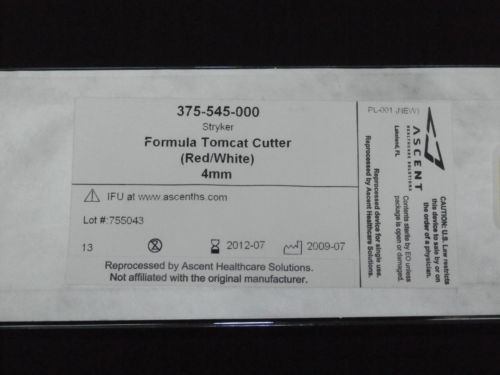 375-545-000
Stryker
Formula Tomcat Cutter
(Red/White)
4mm
IFU at www.ascenths.com
Lot #:755043
13
2012-07
2009-07
Reprocessed by Ascent Healthcare Solutions.
Not affiliated with the original manufacturer.
PL-001 (NEW)
ASCENT
HEALTHCARE SOLUTIONS
Lakeland, FL
Reprocessed device for single use.
Reprocessed by Ascent Healthcare Solutions.
Contents sterile by EO unless
package is open or damaged.
CAUTION: U.S. Law restricts
this device to sale by or on
the order of a physician.